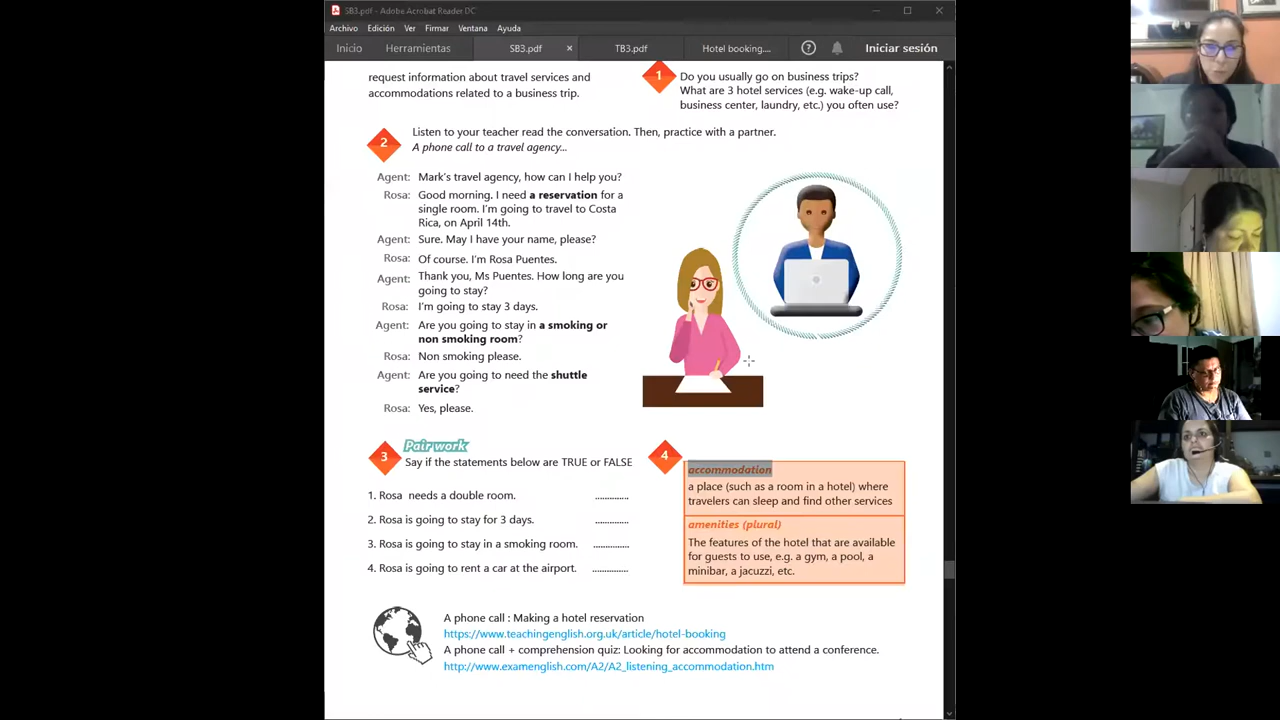 SB3.pdf - Adobe Acrobat Reader DC
Archivo Edición Ver Firmar Ventana Ayuda
Inicio Herramientas SB3.pdf × TB3.pdf Hotel booking.... Iniciar sesión
request information about travel services and
accommodations related to a business trip.
1
Do you usually go on business trips?
What are 3 hotel services (e.g. wake-up call,
business center, laundry, etc.) you often use?
2
Listen to your teacher read the conversation. Then, practice with a partner.
A phone call to a travel agency...
Agent: Mark's travel agency, how can I help you?
Rosa: Good morning. I need a reservation for a
single room. I'm going to travel to Costa
Rica, on April 14th.
Agent: Sure. May I have your name, please?
Rosa: Of course. I'm Rosa Puentes.
Agent: Thank you, Ms Puentes. How long are you
going to stay?
Rosa: I'm going to stay 3 days.
Agent: Are you going to stay in a smoking or
non smoking room?
Rosa: Non smoking please.
Agent: Are you going to need the shuttle
service?
Rosa: Yes, please.
Pair work
3
Say if the statements below are TRUE or FALSE
1. Rosa needs a double room. ..............
2. Rosa is going to stay for 3 days. ..............
3. Rosa is going to stay in a smoking room. ..............
4. Rosa is going to rent a car at the airport. ..............
4
accommodation
a place (such as a room in a hotel) where
travelers can sleep and find other services
amenities (plural)
The features of the hotel that are available
for guests to use, e.g. a gym, a pool, a
minibar, a jacuzzi, etc.
A phone call : Making a hotel reservation
https://www.teachingenglish.org.uk/article/hotel-booking
A phone call + comprehension quiz: Looking for accommodation to attend a conference.
http://www.examenglish.com/A2/A2_listening_accommodation.htm